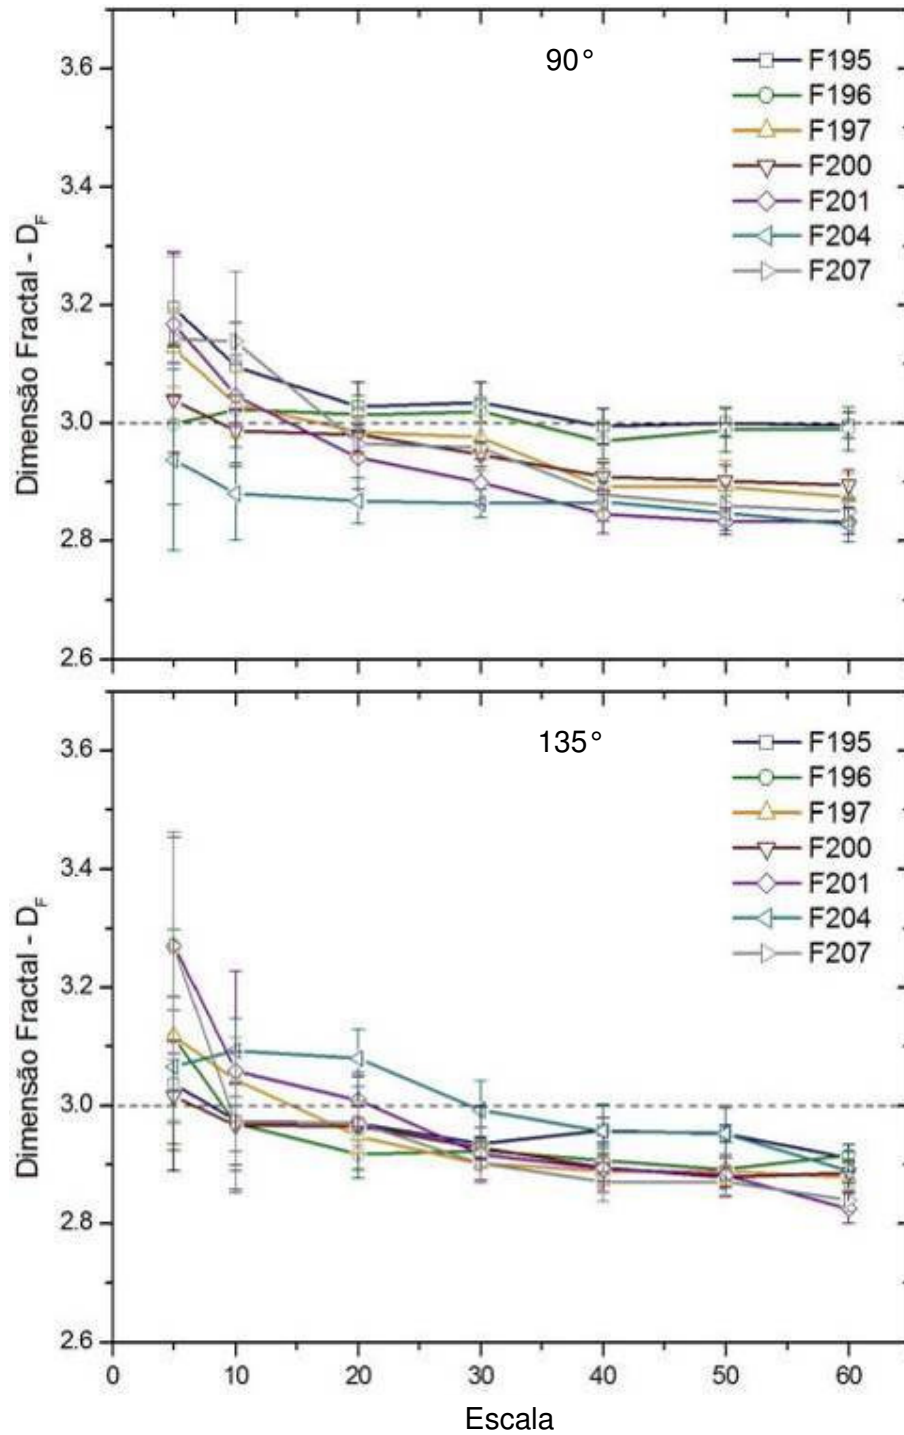 90°
F195
F196
F197
F200
F201
F204
F207
3.6
3.4
3.2
3.0
2.8
2.6
Dimensão Fractal - D_F
135°
F195
F196
F197
F200
F201
F204
F207
3.6
3.4
3.2
3.0
2.8
2.6
Dimensão Fractal - D_F
0 10 20 30 40 50 60
Escala